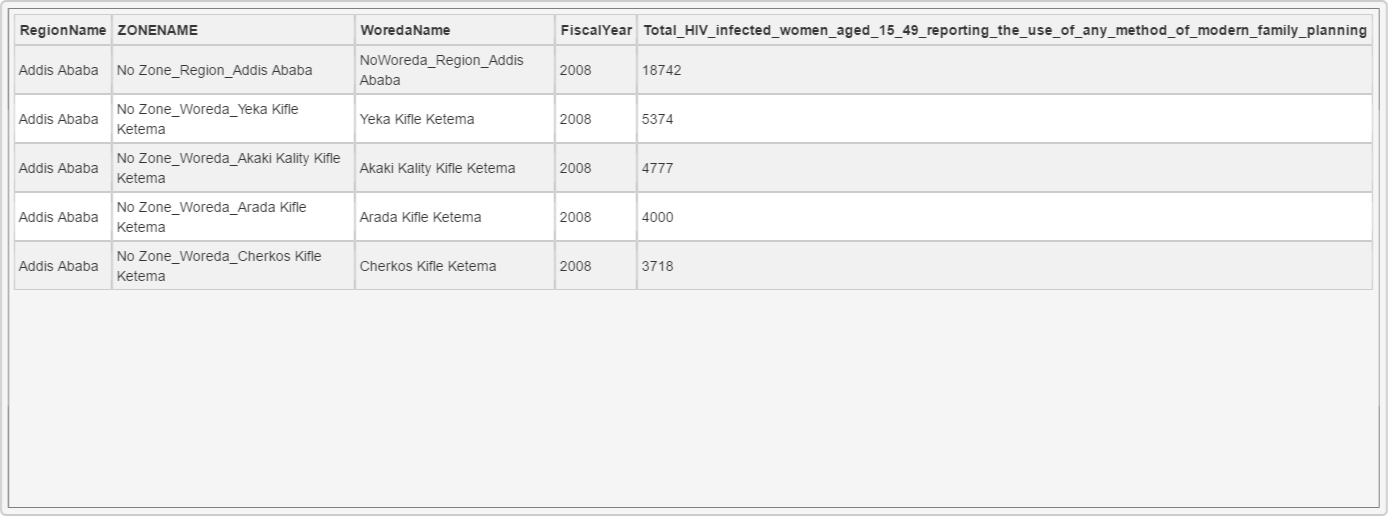 RegionName ZONENAME WoredaName FiscalYear Total_HIV_infected_women_aged_15_49_reporting_the_use_of_any_method_of_modern_family_planning
Addis Ababa No Zone_Region_Addis Ababa NoWoreda_Region_Addis Ababa 2008 18742
Addis Ababa No Zone_Woreda_Yeka Kifle Ketema Yeka Kifle Ketema 2008 5374
Addis Ababa No Zone_Woreda_Akaki Kality Kifle Ketema Akaki Kality Kifle Ketema 2008 4777
Addis Ababa No Zone_Woreda_Arada Kifle Ketema Arada Kifle Ketema 2008 4000
Addis Ababa No Zone_Woreda_Cherkos Kifle Ketema Cherkos Kifle Ketema 2008 3718